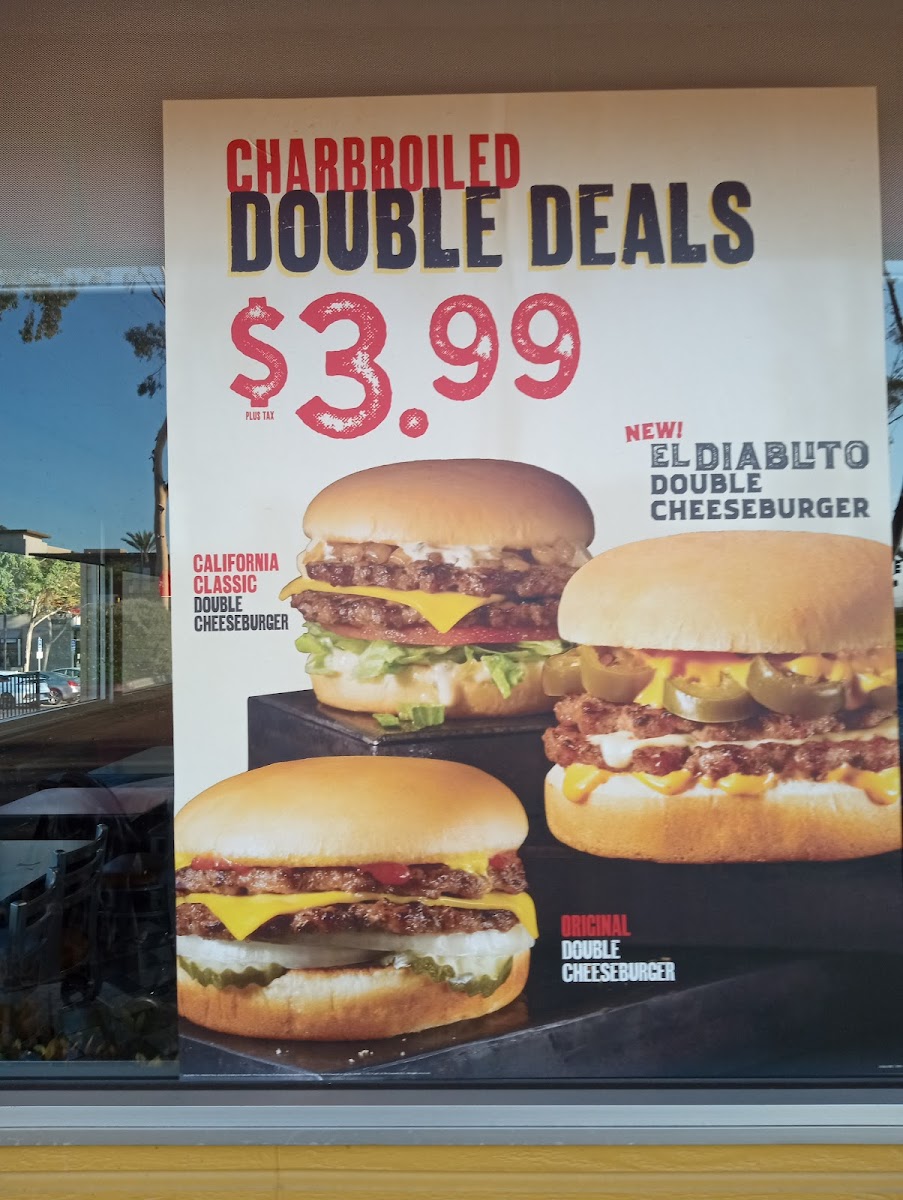 CHARBROILED
DOUBLE DEALS
$3.99
PLUS TAX
NEW!
EL DIABLITO
DOUBLE
CHEESEBURGER
CALIFORNIA
CLASSIC
DOUBLE
CHEESEBURGER
ORIGINAL
DOUBLE
CHEESEBURGER